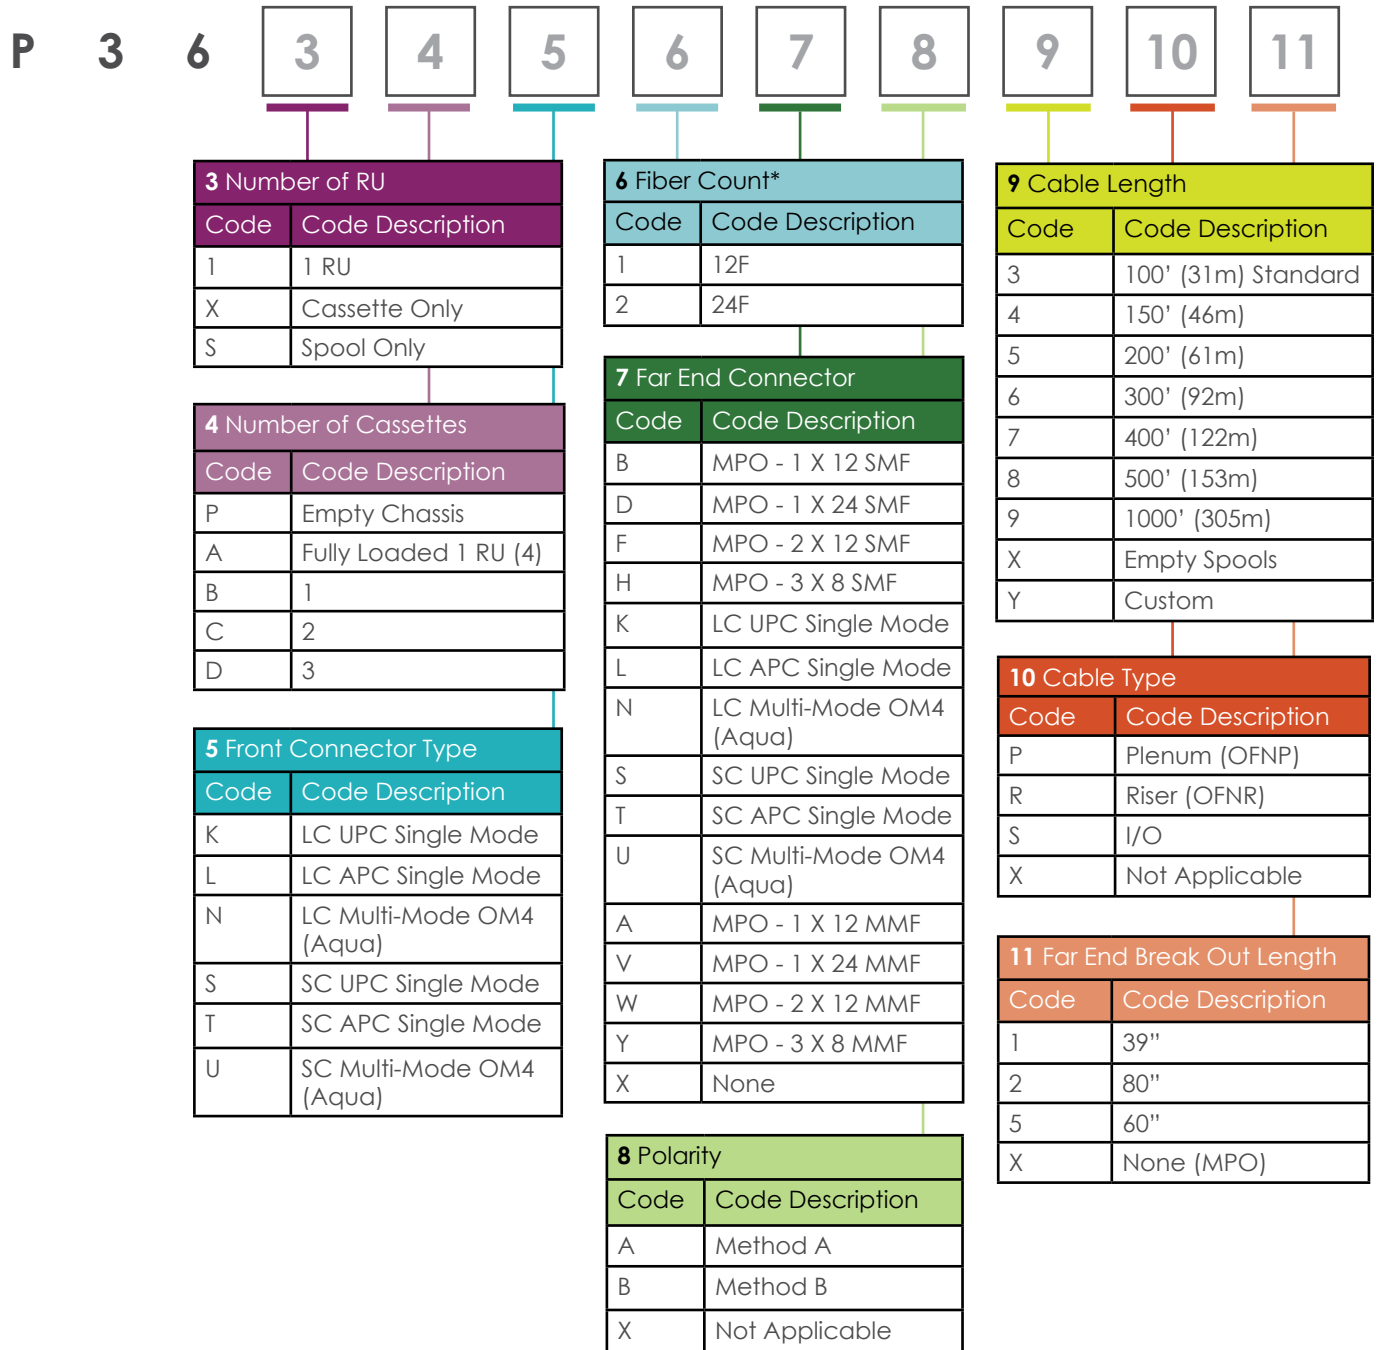 P 3 6 3 4 5 6 7 8 9 10 11
3 Number of RU
Code Code Description
1 1 RU
X Cassette Only
S Spool Only
4 Number of Cassettes
Code Code Description
P Empty Chassis
A Fully Loaded 1 RU (4)
B 1
C 2
D 3
5 Front Connector Type
Code Code Description
K LC UPC Single Mode
L LC APC Single Mode
N LC Multi-Mode OM4
(Aqua)
S SC UPC Single Mode
T SC APC Single Mode
U SC Multi-Mode OM4
(Aqua)
6 Fiber Count*
Code Code Description
1 12F
2 24F
7 Far End Connector
Code Code Description
B MPO - 1 X 12 SMF
D MPO - 1 X 24 SMF
F MPO - 2 X 12 SMF
H MPO - 3 X 8 SMF
K LC UPC Single Mode
L LC APC Single Mode
N LC Multi-Mode OM4
(Aqua)
S SC UPC Single Mode
T SC APC Single Mode
U SC Multi-Mode OM4
(Aqua)
A MPO - 1 X 12 MMF
V MPO - 1 X 24 MMF
W MPO - 2 X 12 MMF
Y MPO - 3 X 8 MMF
X None
8 Polarity
Code Code Description
A Method A
B Method B
X Not Applicable
9 Cable Length
Code Code Description
3 100’ (31m) Standard
4 150’ (46m)
5 200’ (61m)
6 300’ (92m)
7 400’ (122m)
8 500’ (153m)
9 1000’ (305m)
X Empty Spools
Y Custom
10 Cable Type
Code Code Description
P Plenum (OFNP)
R Riser (OFNR)
S I/O
X Not Applicable
11 Far End Break Out Length
Code Code Description
1 39”
2 80”
5 60”
X None (MPO)